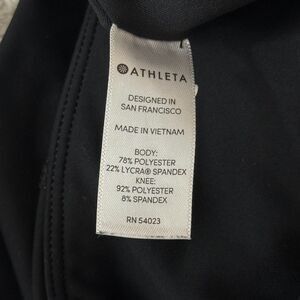 ATHLETA
DESIGNED IN
SAN FRANCISCO
MADE IN VIETNAM
BODY:
78% POLYESTER
22% LYCRA® SPANDEX
KNEE:
92% POLYESTER
8% SPANDEX
RN 54023